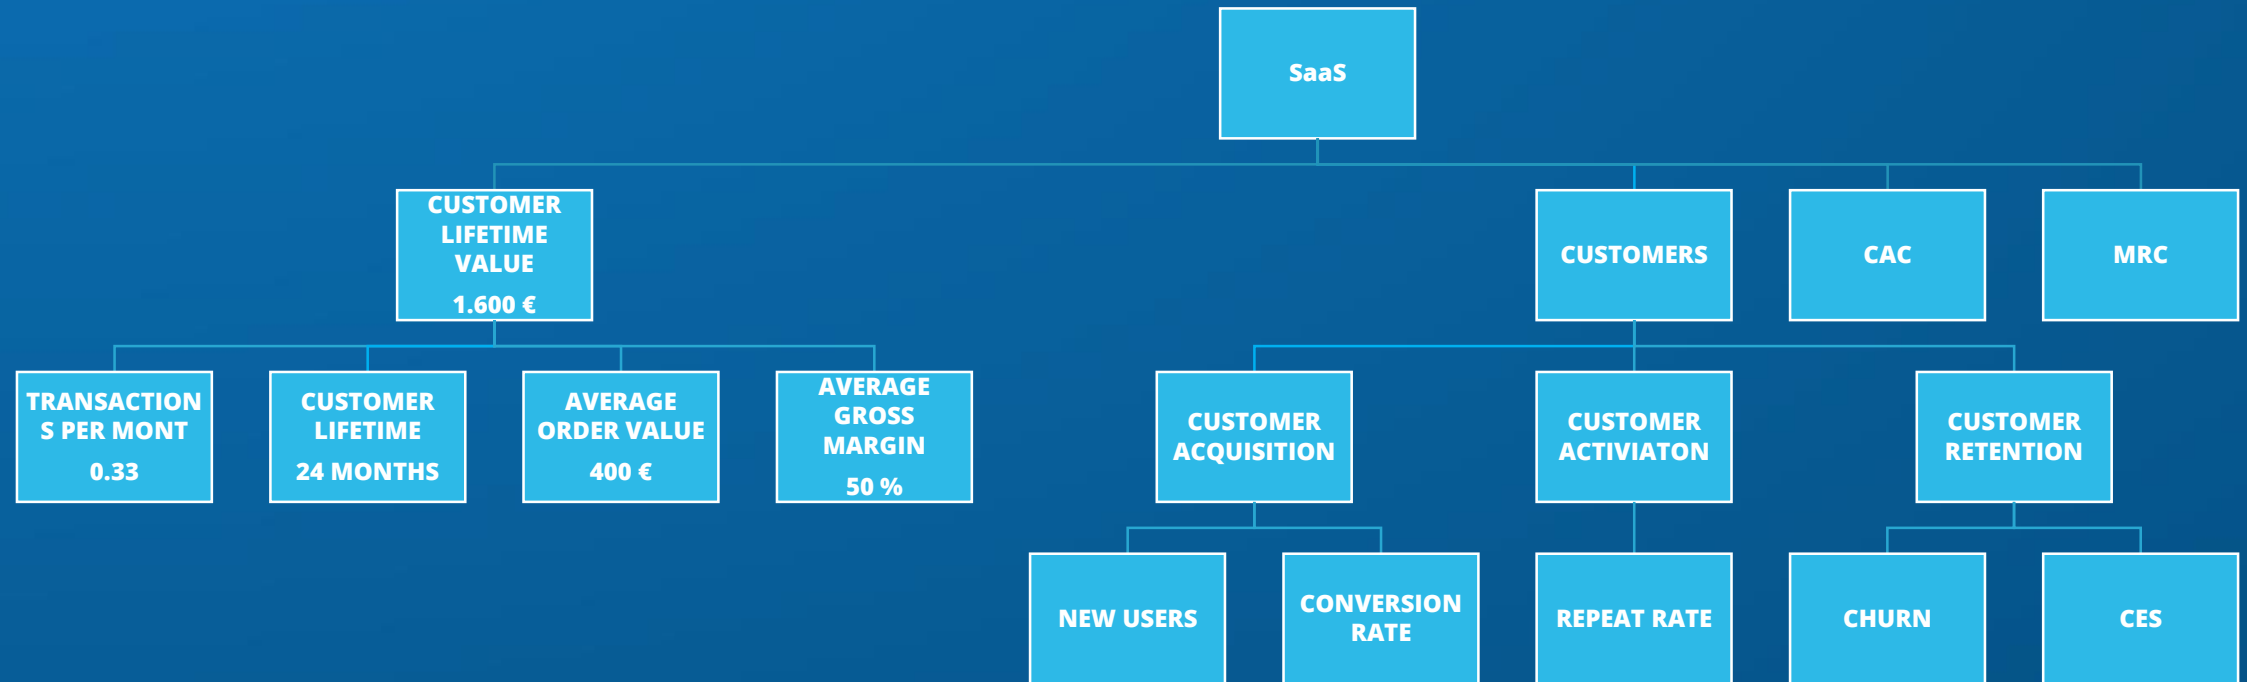 SaaS
CUSTOMER
LIFETIME
VALUE
1.600 €
CUSTOMERS
CAC
MRC
TRANSACTION
S PER MONT
0.33
CUSTOMER
LIFETIME
24 MONTHS
AVERAGE
ORDER VALUE
400 €
AVERAGE
GROSS
MARGIN
50 %
CUSTOMER
ACQUISITION
CUSTOMER
ACTIVIATON
CUSTOMER
RETENTION
NEW USERS
CONVERSION
RATE
REPEAT RATE
CHURN
CES